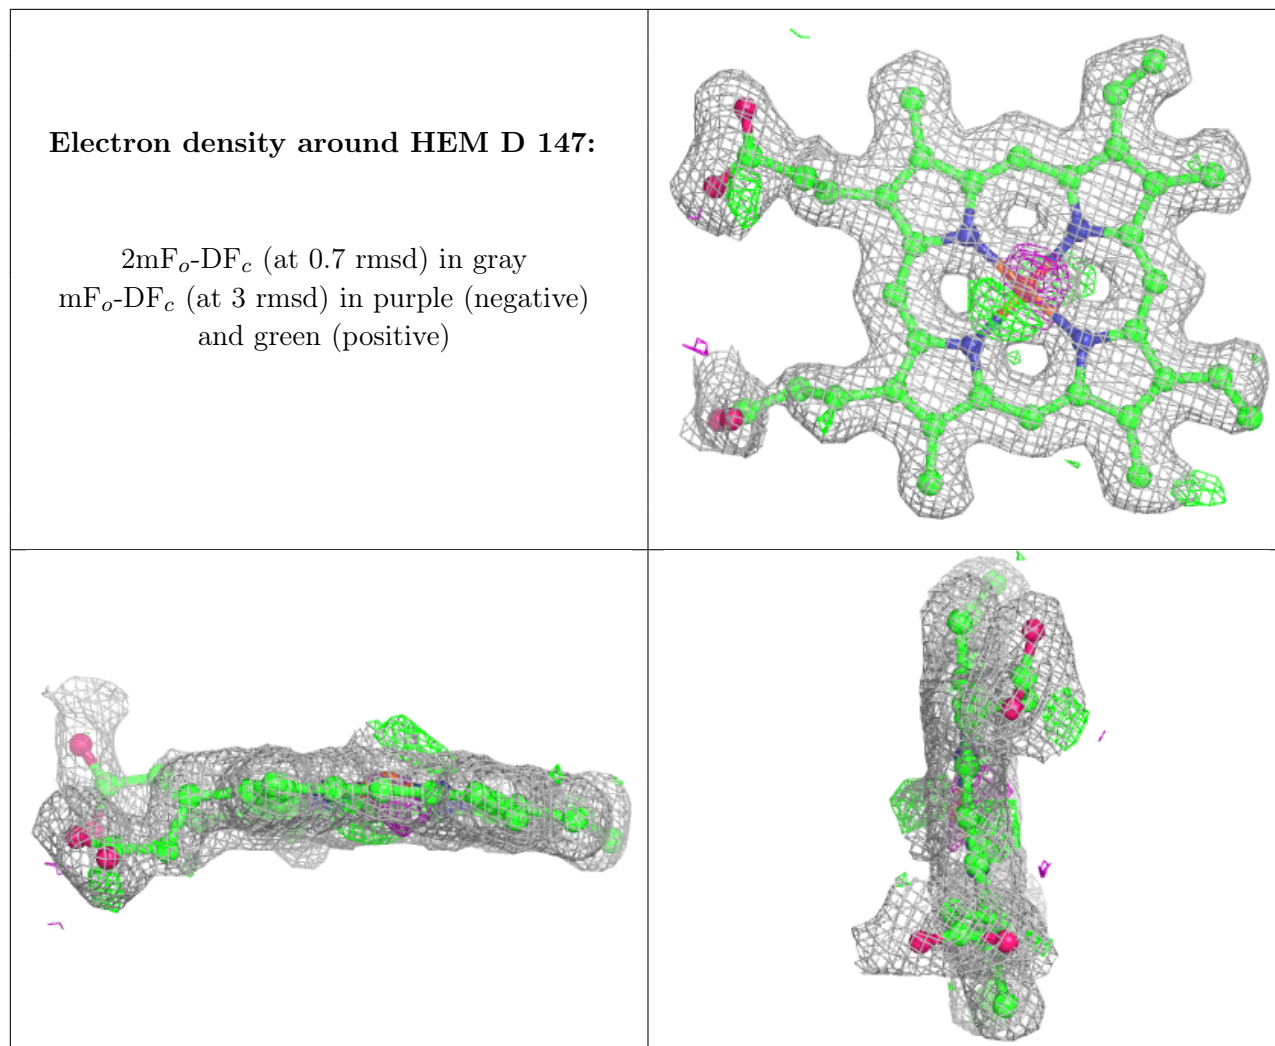 Electron density around HEM D 147:
2mFo-DFc (at 0.7 rmsd) in gray
mFo-DFc (at 3 rmsd) in purple (negative)
and green (positive)